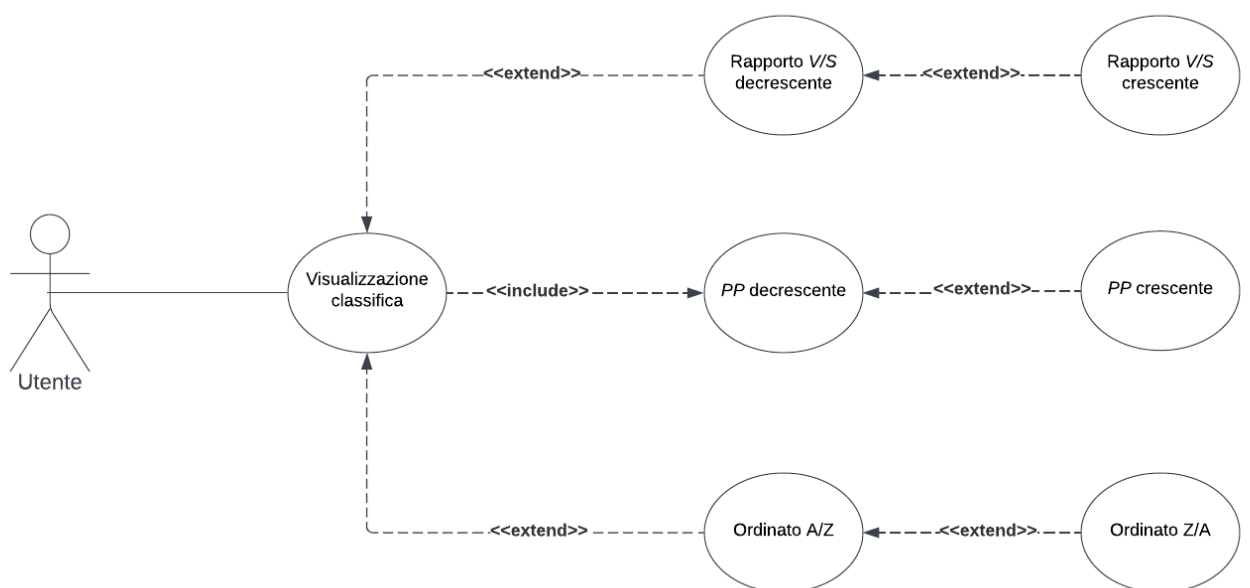 <<extend>>
Rapporto V/S
decrescente
<<extend>>
Rapporto V/S
crescente
Utente
Visualizzazione
classifica
<<include>>
PP decrescente
<<extend>>
PP crescente
<<extend>>
Ordinato A/Z
<<extend>>
Ordinato Z/A